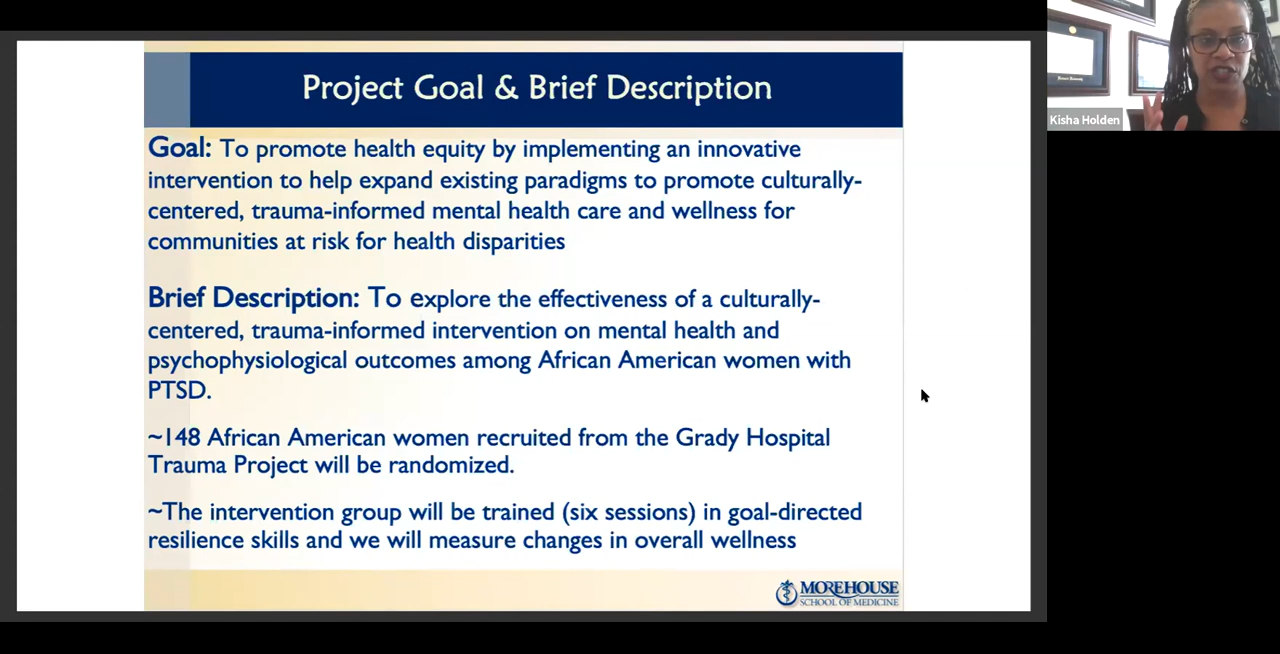 Project Goal & Brief Description
Goal: To promote health equity by implementing an innovative
intervention to help expand existing paradigms to promote culturally-
centered, trauma-informed mental health care and wellness for
communities at risk for health disparities
Brief Description: To explore the effectiveness of a culturally-
centered, trauma-informed intervention on mental health and
psychophysiological outcomes among African American women with
PTSD.
~148 African American women recruited from the Grady Hospital
Trauma Project will be randomized.
~The intervention group will be trained (six sessions) in goal-directed
resilience skills and we will measure changes in overall wellness
MOREHOUSE
SCHOOL OF MEDICINE
Kisha Holden